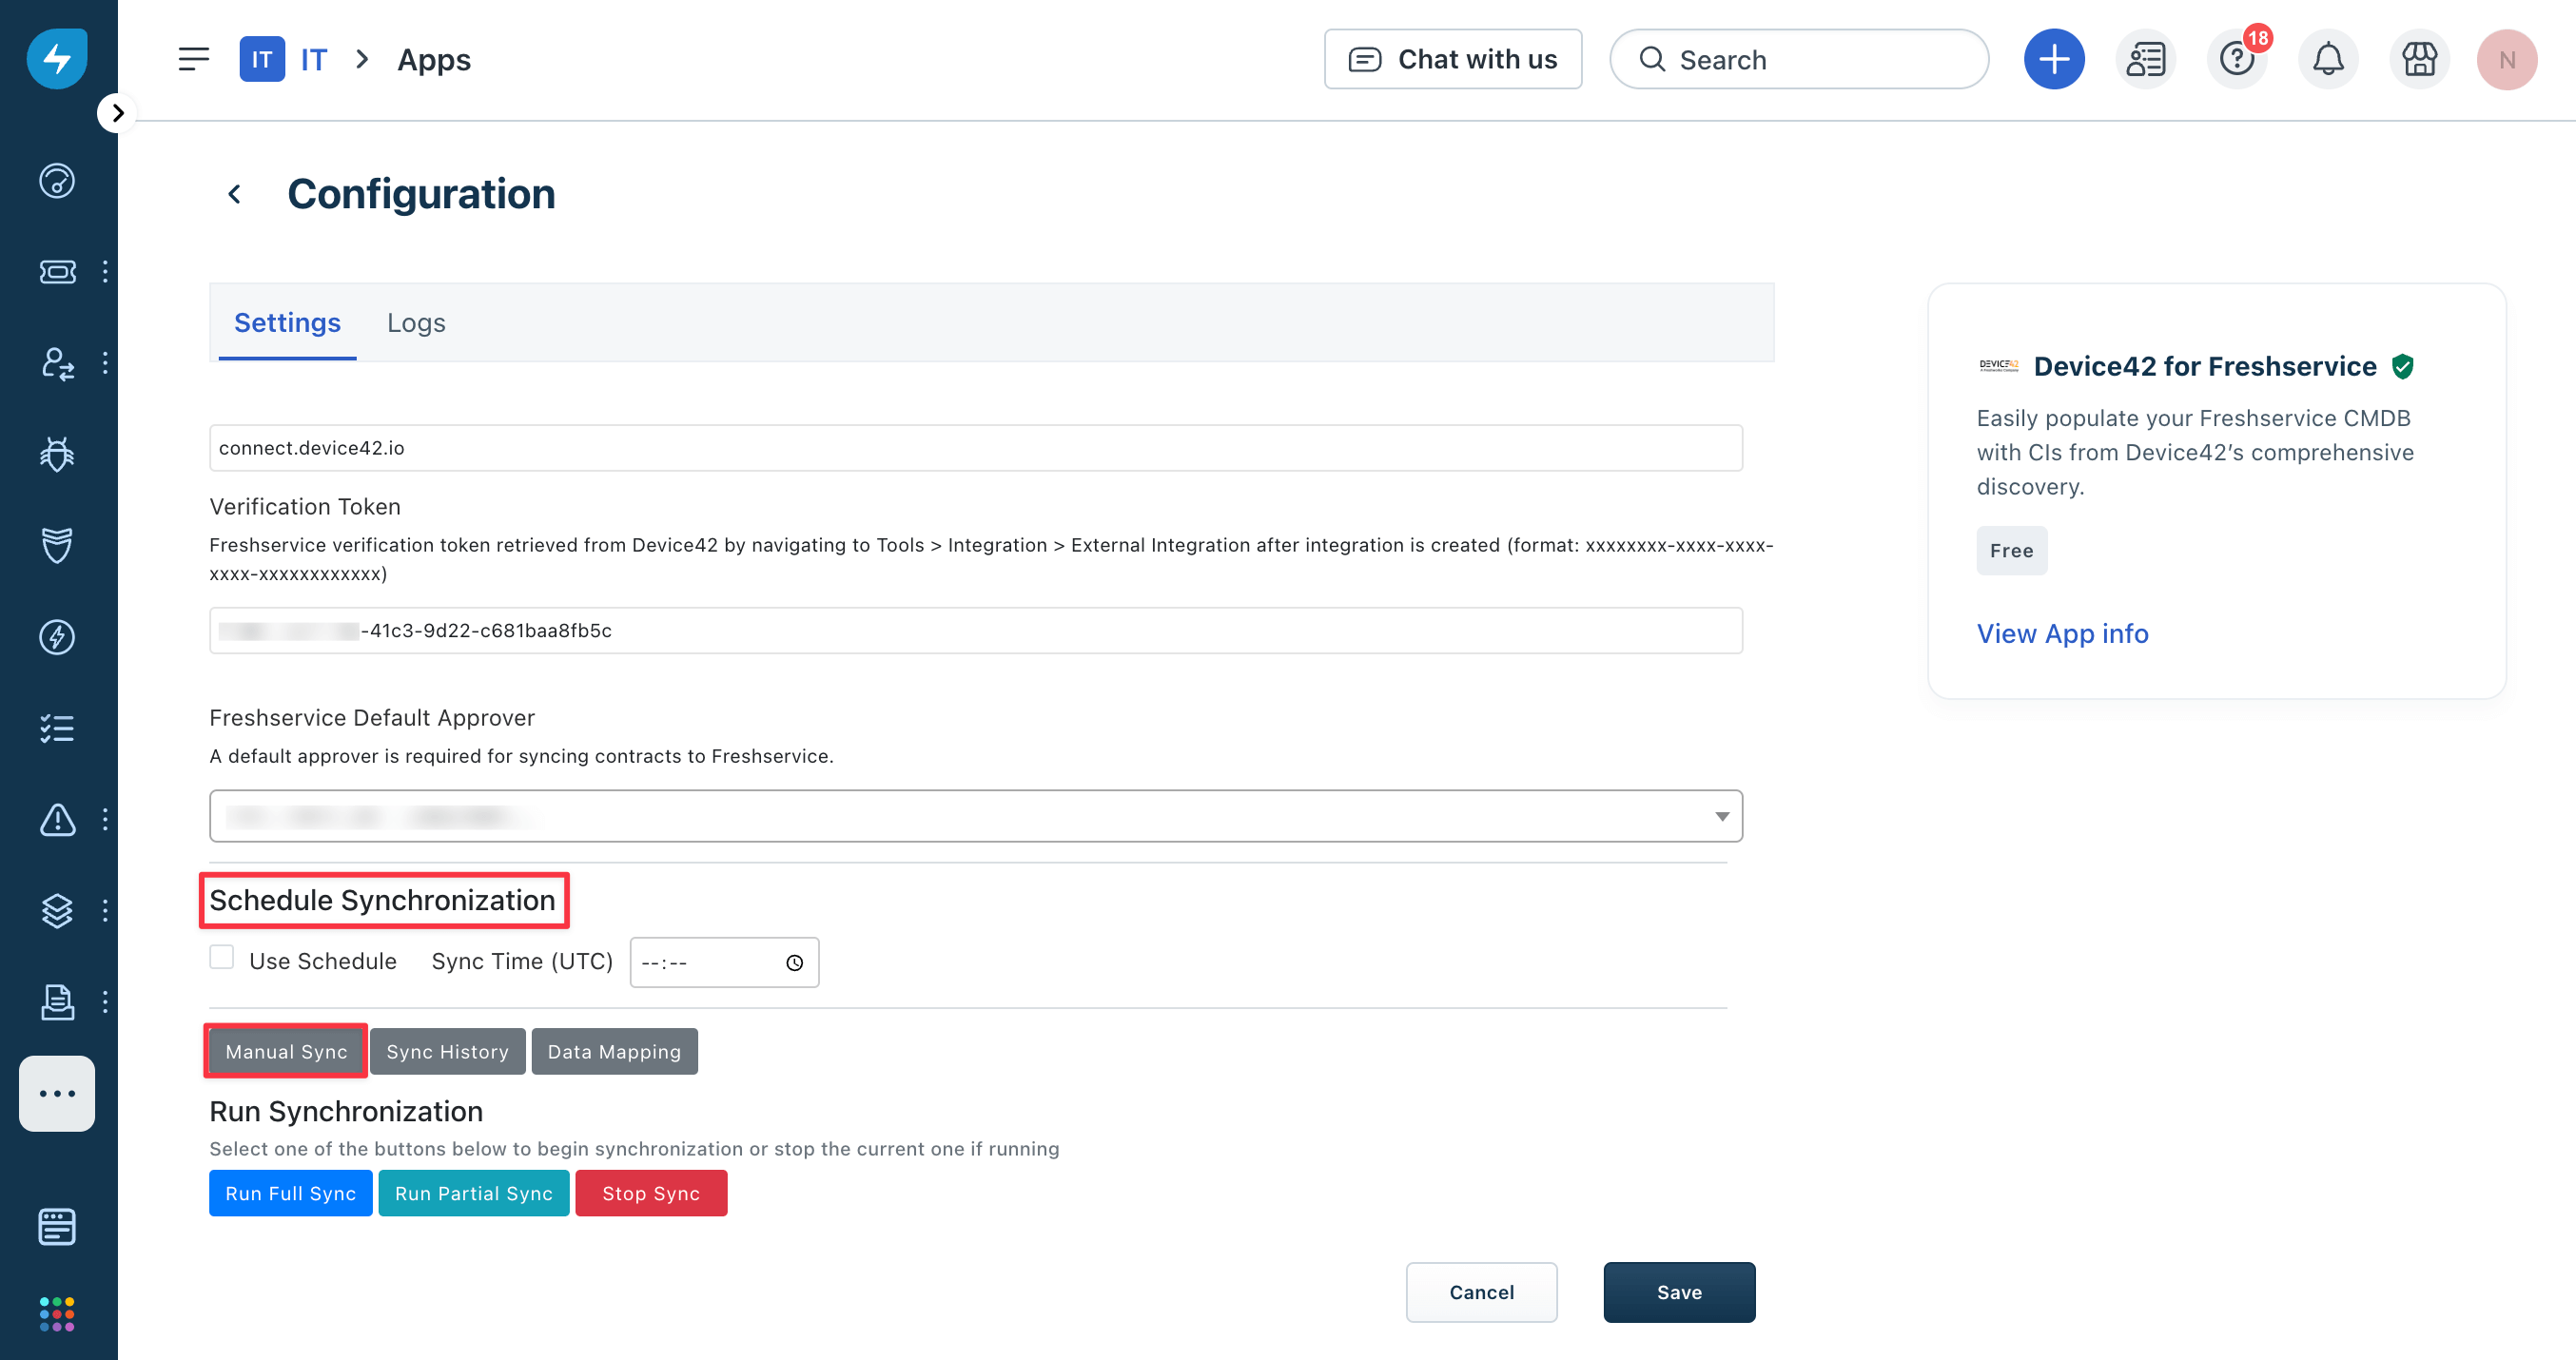 IT IT > Apps
Chat with us
Search
18
N
Configuration
Settings Logs
connect.device42.io
Verification Token
Freshservice verification token retrieved from Device42 by navigating to Tools > Integration > External Integration after integration is created (format: xxxxxxxx-xxxx-xxxx-
xxxx-xxxxxxxxxxxx)
-41c3-9d22-c681baa8fb5c
Freshservice Default Approver
A default approver is required for syncing contracts to Freshservice.
Schedule Synchronization
Use Schedule Sync Time (UTC) --:--
Manual Sync Sync History Data Mapping
Run Synchronization
Select one of the buttons below to begin synchronization or stop the current one if running
Run Full Sync Run Partial Sync Stop Sync
Cancel Save
DEVICE42
Device42 for Freshservice
Easily populate your Freshservice CMDB
with CIs from Device42’s comprehensive
discovery.
Free
View App info